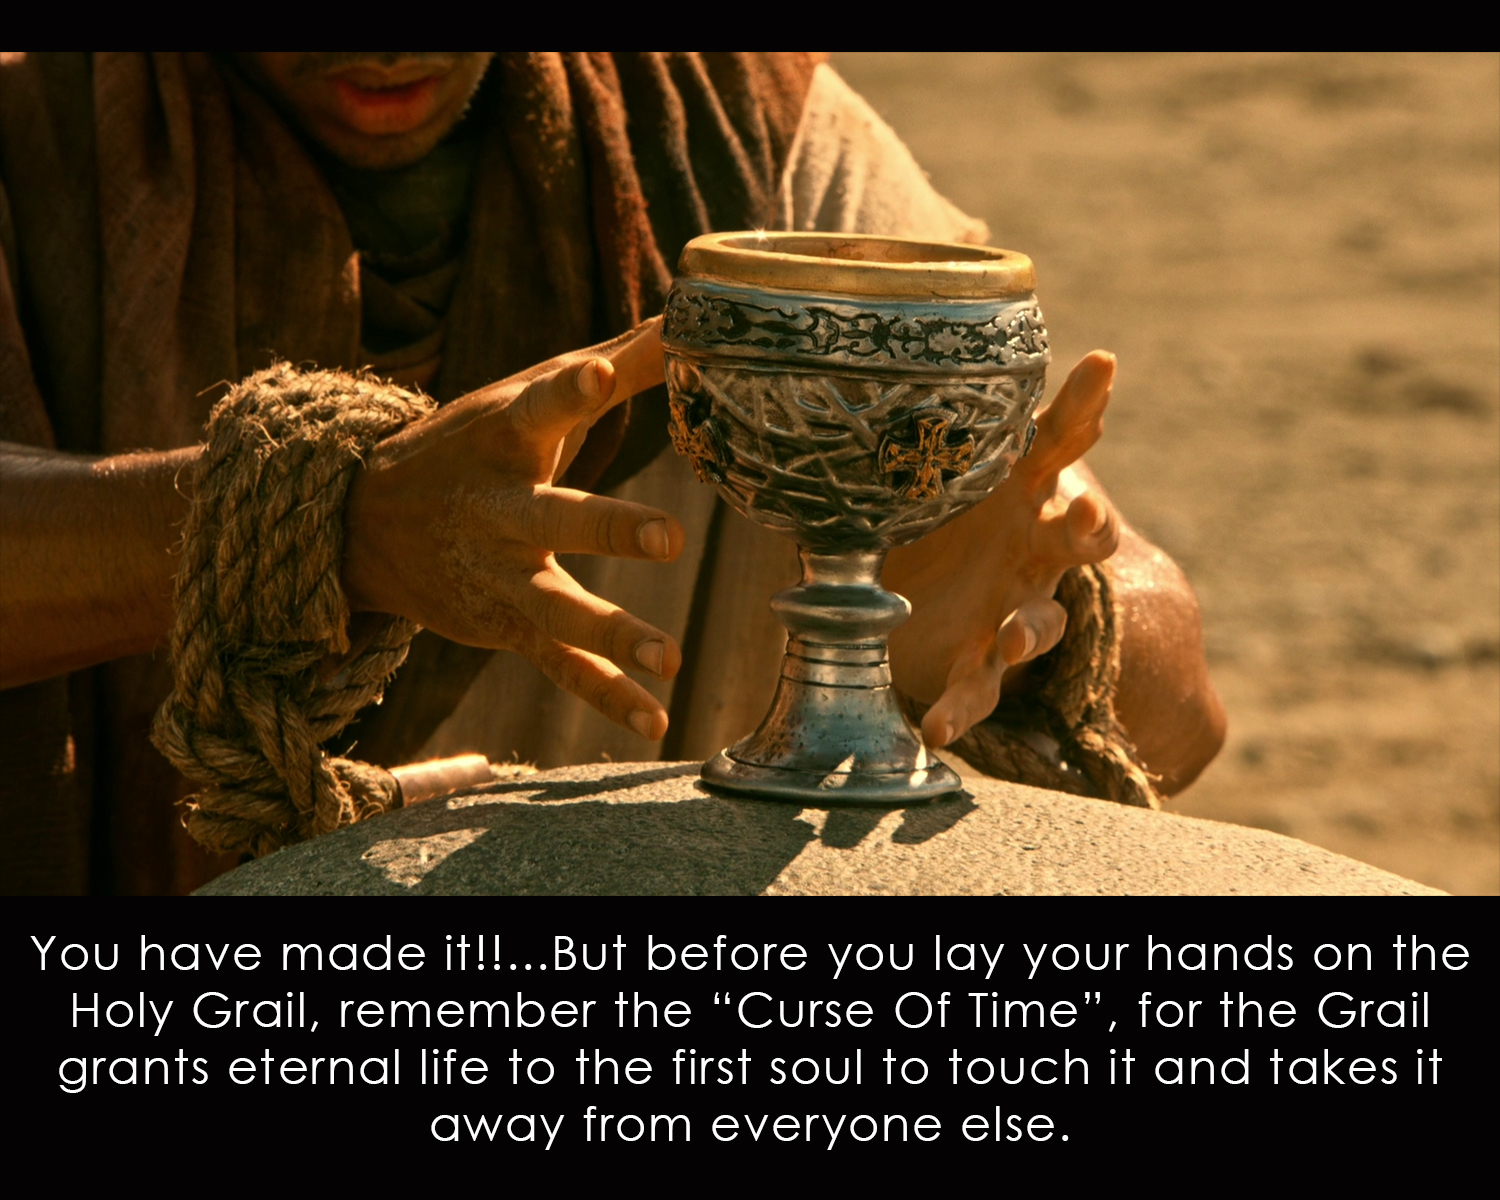 You have made it!!...But before you lay your hands on the
Holy Grail, remember the “Curse Of Time”, for the Grail
grants eternal life to the first soul to touch it and takes it
away from everyone else.